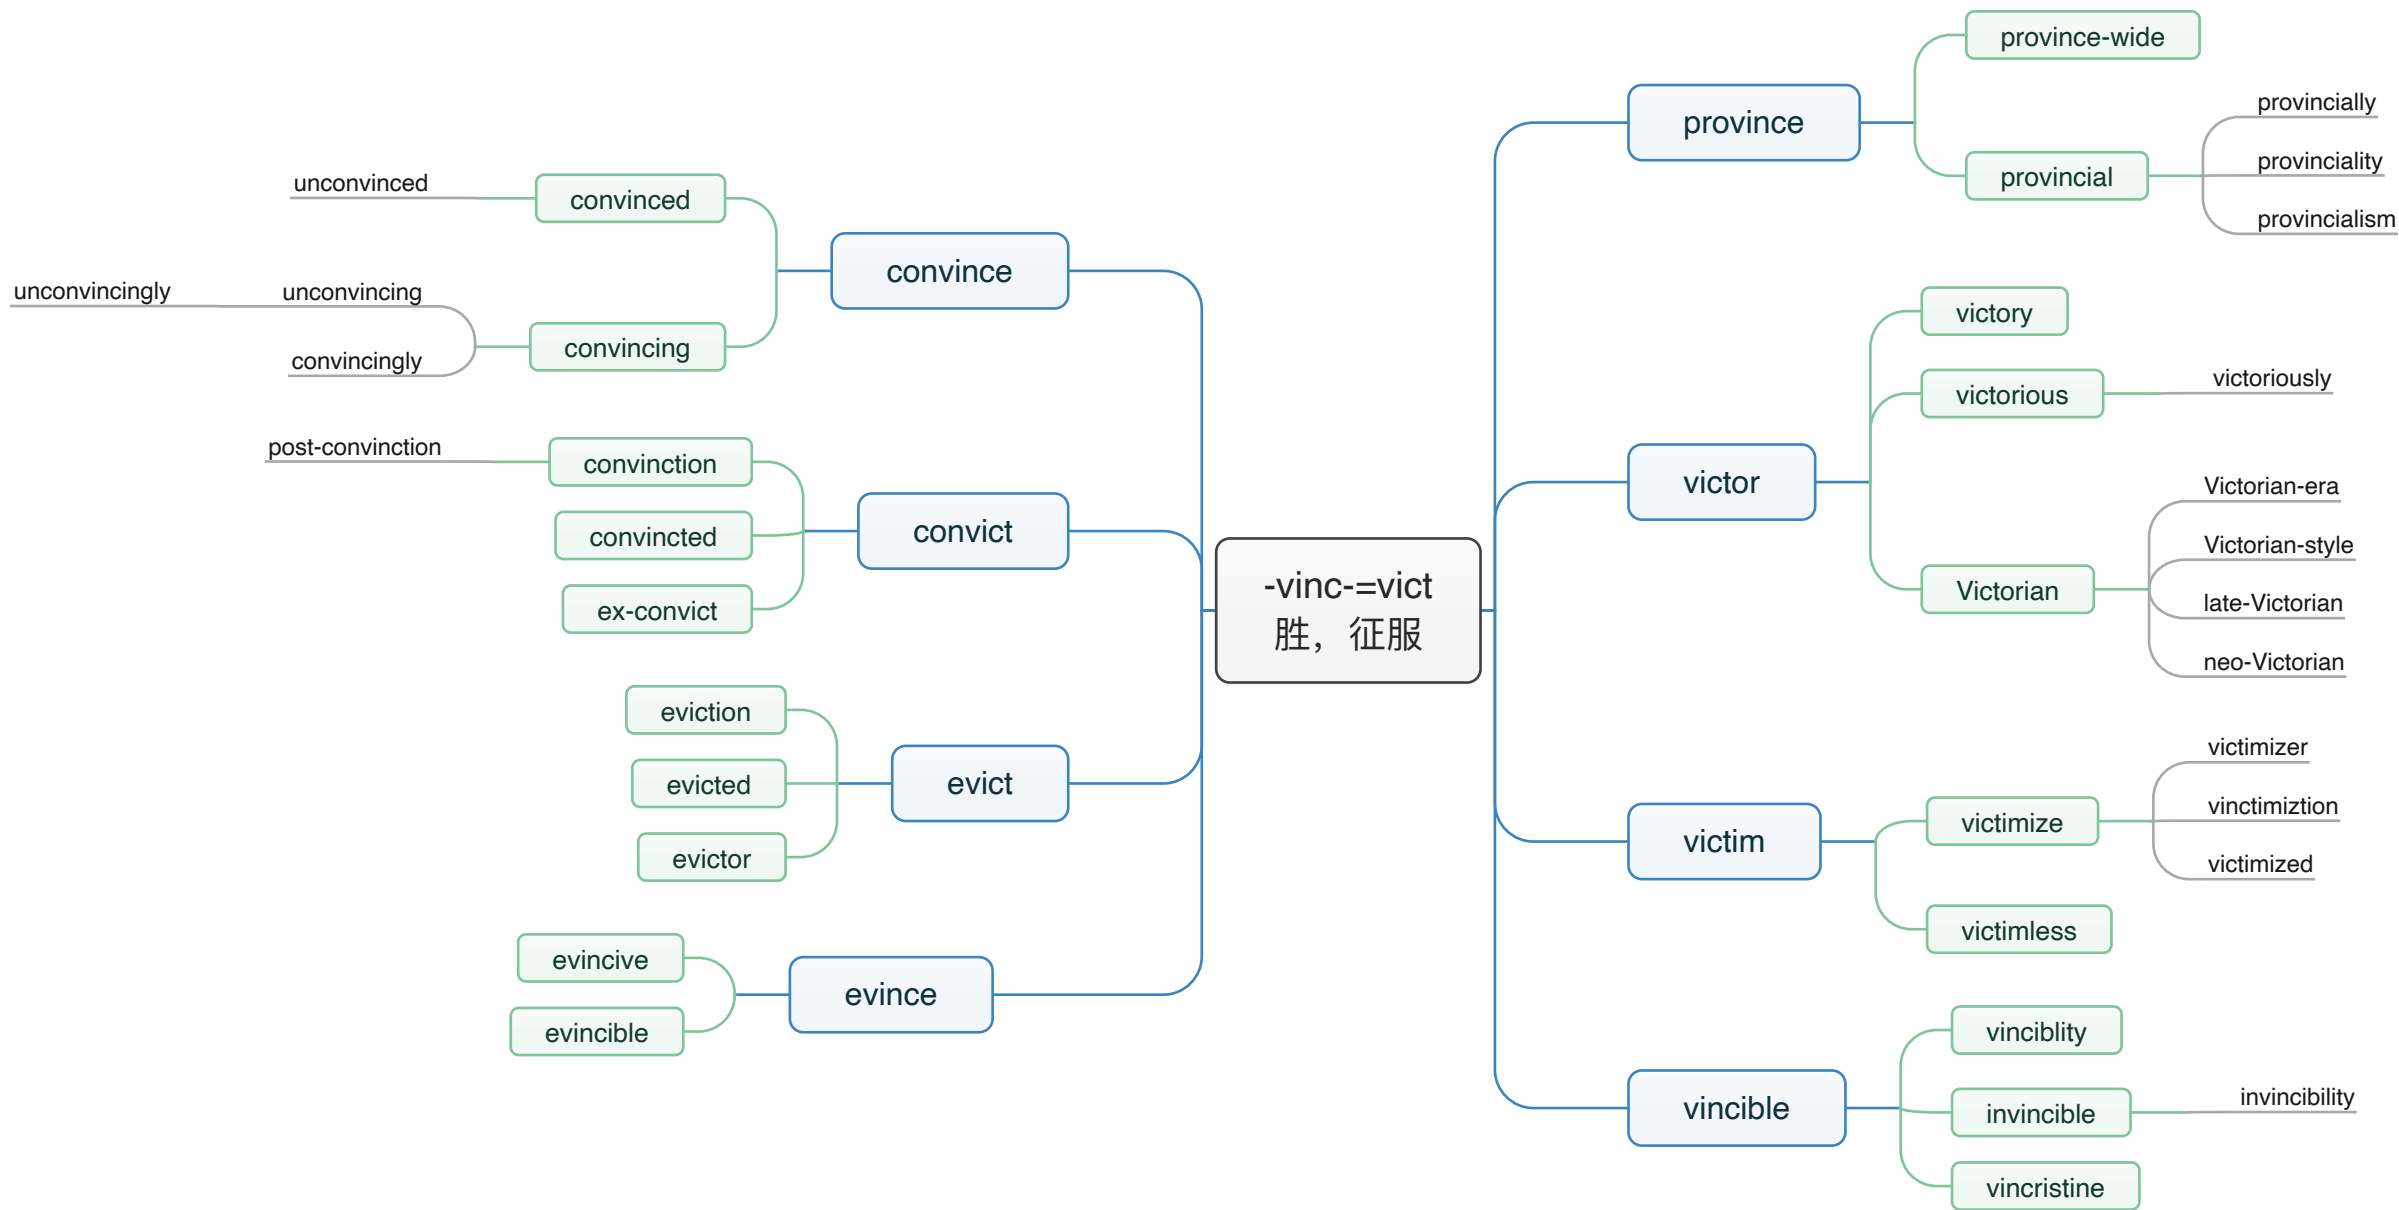 -vinc-=vict
胜，征服
province
province-wide
provincial
provincially
provinciality
provincialism
victor
victory
victorious
victoriously
Victorian
Victorian-era
Victorian-style
late-Victorian
neo-Victorian
victim
victimize
victimizer
vinctimiztion
victimized
victimless
vincible
vinciblity
invincible
invincibility
vincristine
convince
convinced
unconvinced
convincing
unconvincing
unconvincingly
convincingly
convict
convinction
post-convinction
convincted
ex-convict
evict
eviction
evicted
evictor
evince
evincive
evincible